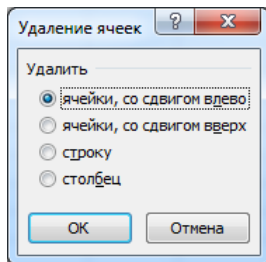 Удаление ячеек ? X
Удалить
ячейки, со сдвигом влево
ячейки, со сдвигом вверх
строку
столбец
ОК Отмена